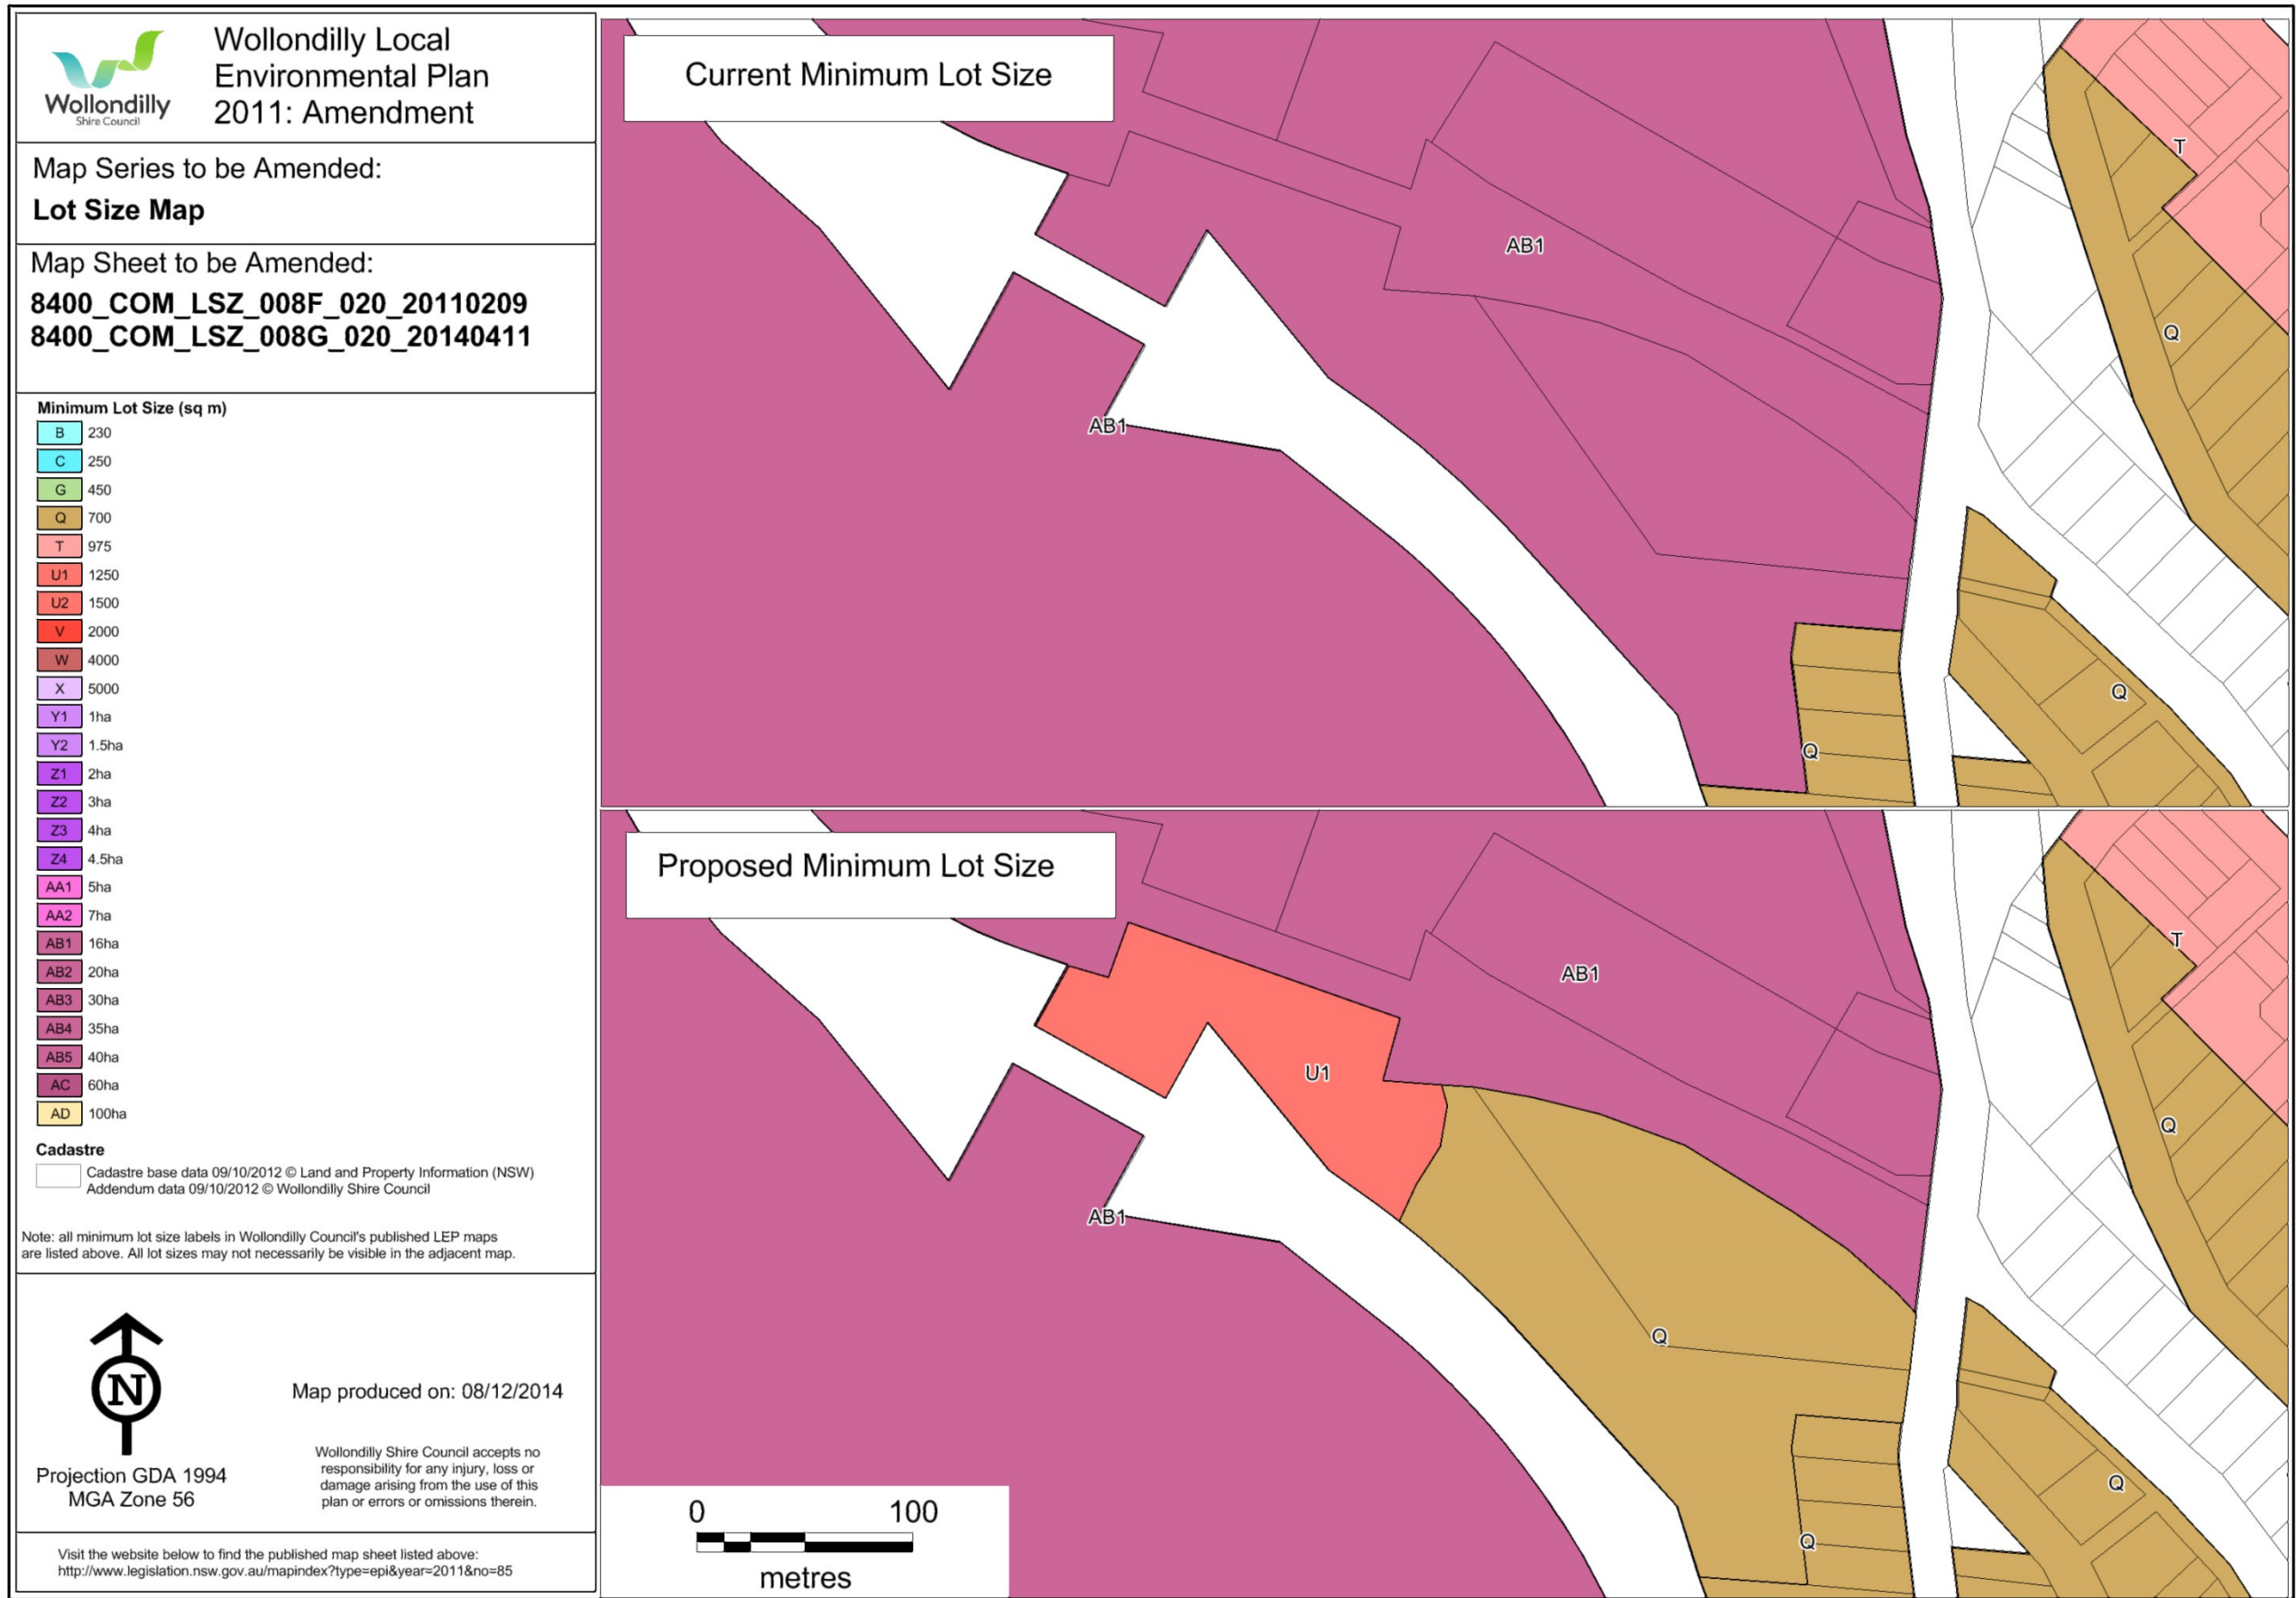 Wollondilly
Shire Council
Wollondilly Local
Environmental Plan
2011: Amendment
Map Series to be Amended:
Lot Size Map
Map Sheet to be Amended:
8400_COM_LSZ_008F_020_20110209
8400_COM_LSZ_008G_020_20140411
Minimum Lot Size (sq m)
B 230
C 250
G 450
Q 700
T 975
U1 1250
U2 1500
V 2000
W 4000
X 5000
Y1 1ha
Y2 1.5ha
Z1 2ha
Z2 3ha
Z3 4ha
Z4 4.5ha
AA1 5ha
AA2 7ha
AB1 16ha
AB2 20ha
AB3 30ha
AB4 35ha
AB5 40ha
AC 60ha
AD 100ha
Cadastre
Cadastre base data 09/10/2012 © Land and Property Information (NSW)
Addendum data 09/10/2012 © Wollondilly Shire Council
Note: all minimum lot size labels in Wollondilly Council's published LEP maps
are listed above. All lot sizes may not necessarily be visible in the adjacent map.
N
Projection GDA 1994
MGA Zone 56
Map produced on: 08/12/2014
Wollondilly Shire Council accepts no
responsibility for any injury, loss or
damage arising from the use of this
plan or errors or omissions therein.
Visit the website below to find the published map sheet listed above:
http://www.legislation.nsw.gov.au/mapindex?type=epi&year=2011&no=85
Current Minimum Lot Size
T
AB1
Q
AB1
Q
Q
Proposed Minimum Lot Size
T
AB1
U1
Q
AB1
Q
Q
Q
0 100
metres